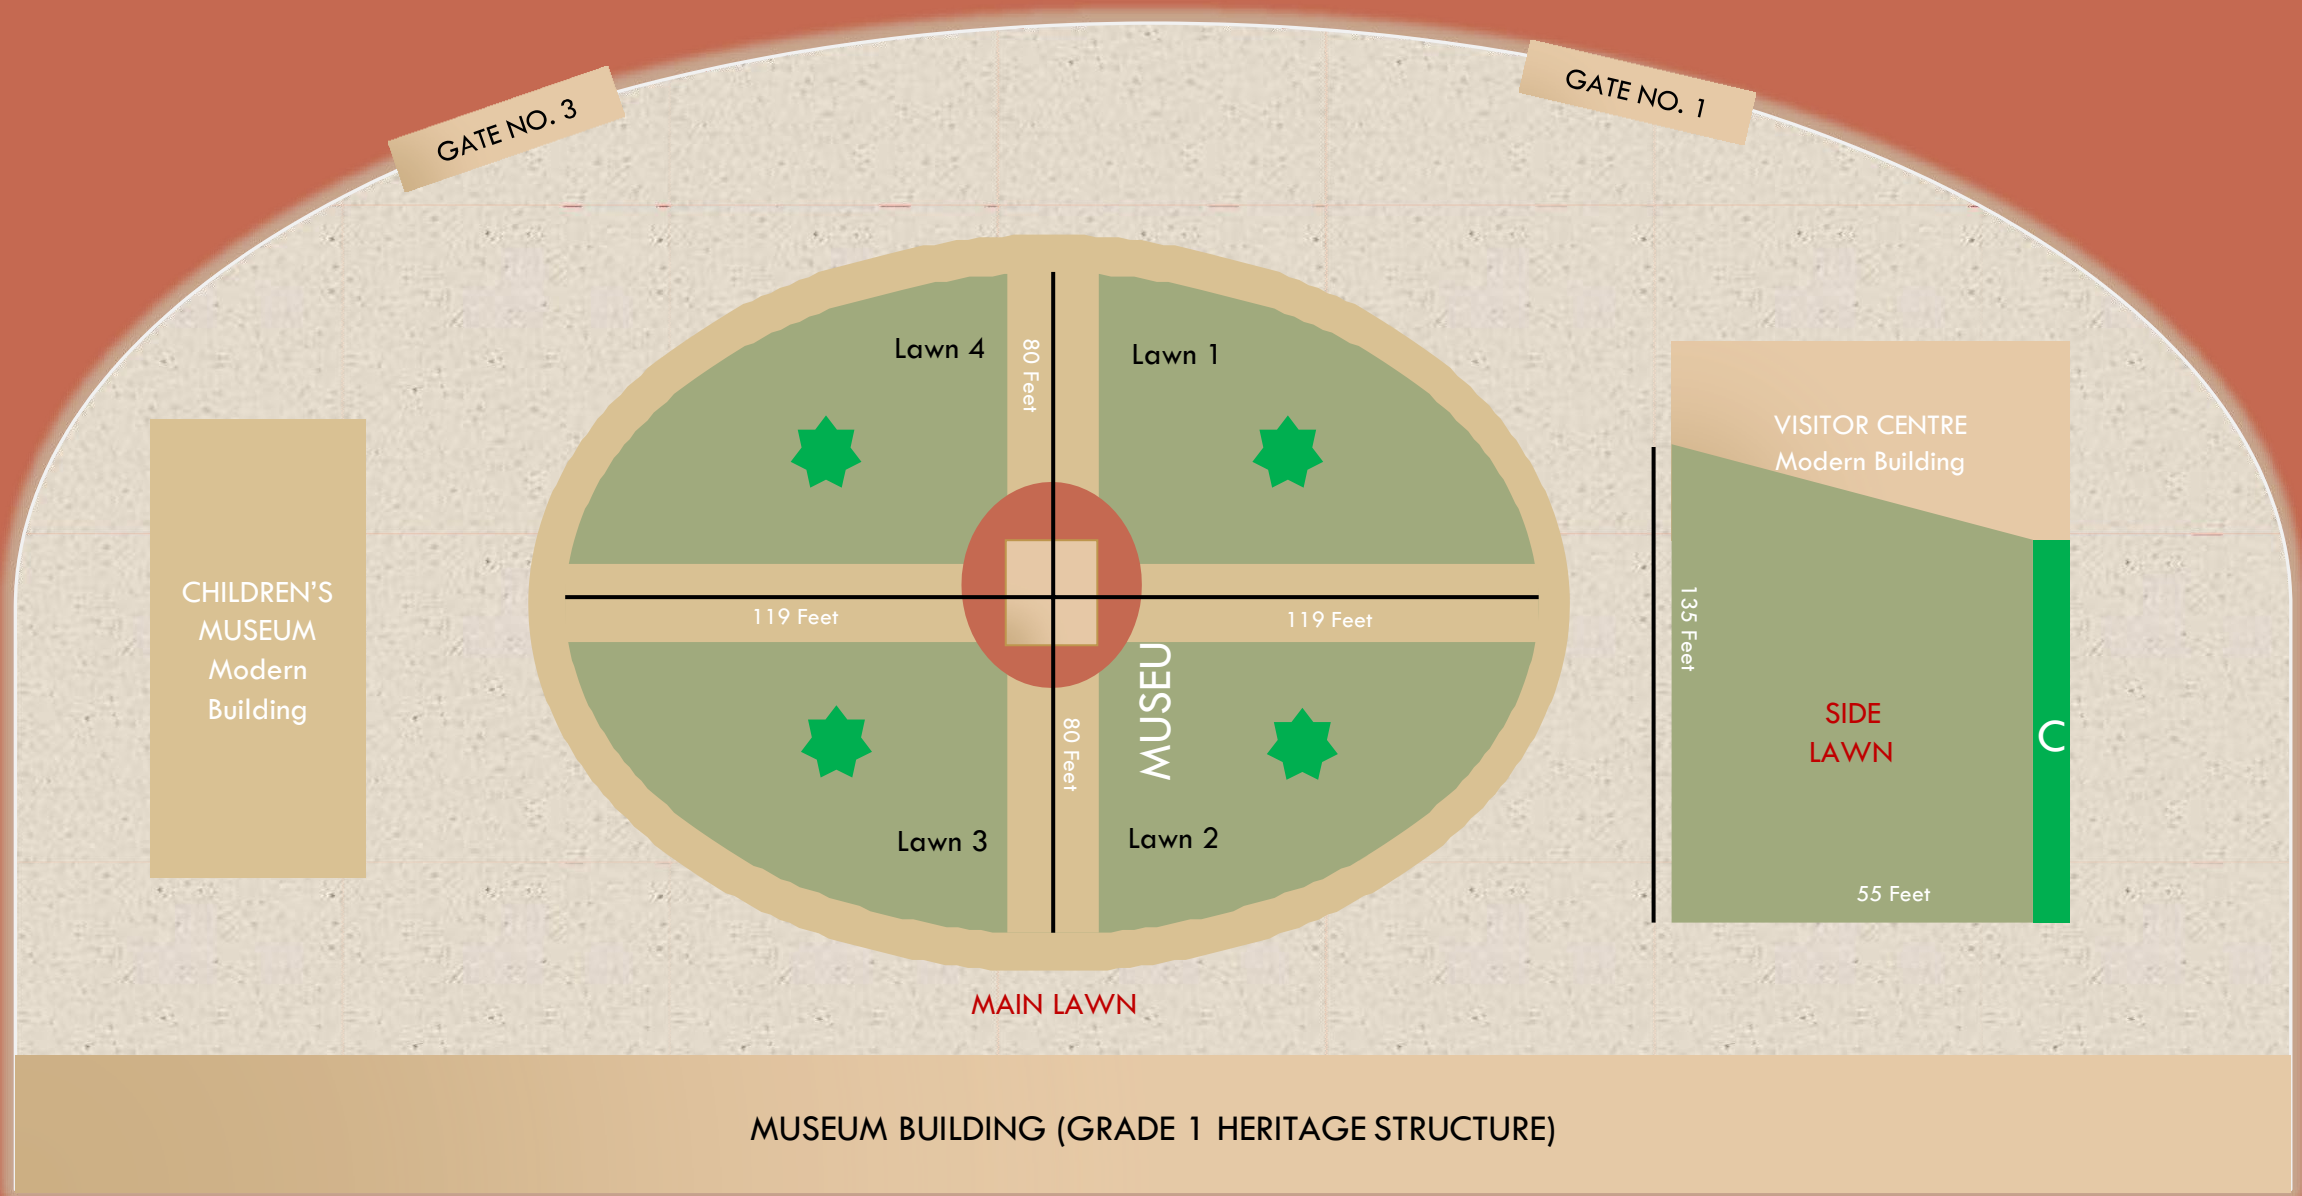 GATE NO. 3
GATE NO. 1
Lawn 4
80 Feet
Lawn 1
VISITOR CENTRE
Modern Building
CHILDREN'S
MUSEUM
Modern
Building
119 Feet
119 Feet
135 Feet
MUSEU
80 Feet
SIDE
LAWN
C
Lawn 3
Lawn 2
55 Feet
MAIN LAWN
MUSEUM BUILDING (GRADE 1 HERITAGE STRUCTURE)